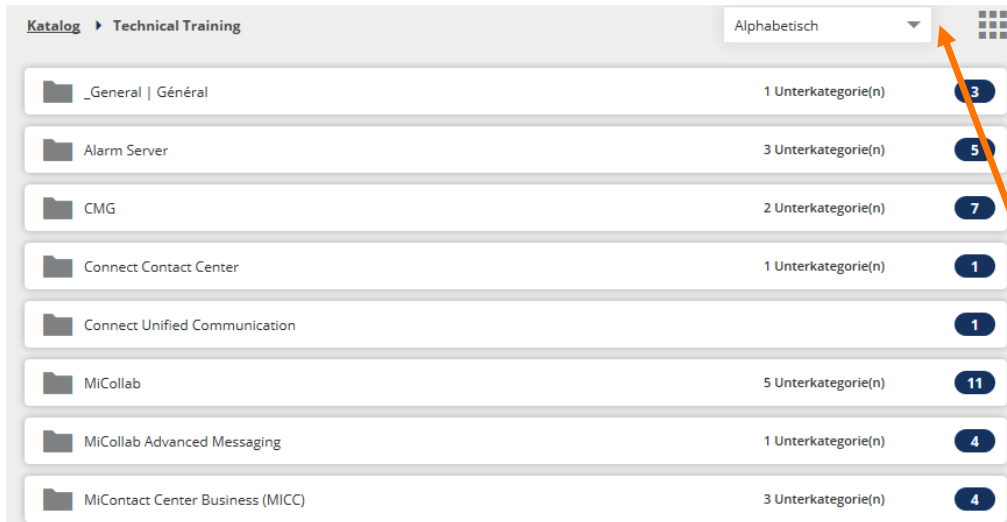 Katalog Technical Training Alphabetisch
_General | Général 1 Unterkategorie(n) 3
Alarm Server 3 Unterkategorie(n) 5
CMG 2 Unterkategorie(n) 7
Connect Contact Center 1 Unterkategorie(n) 1
Connect Unified Communication 1
MiCollab 5 Unterkategorie(n) 11
MiCollab Advanced Messaging 1 Unterkategorie(n) 4
MiContact Center Business (MICC) 3 Unterkategorie(n) 4